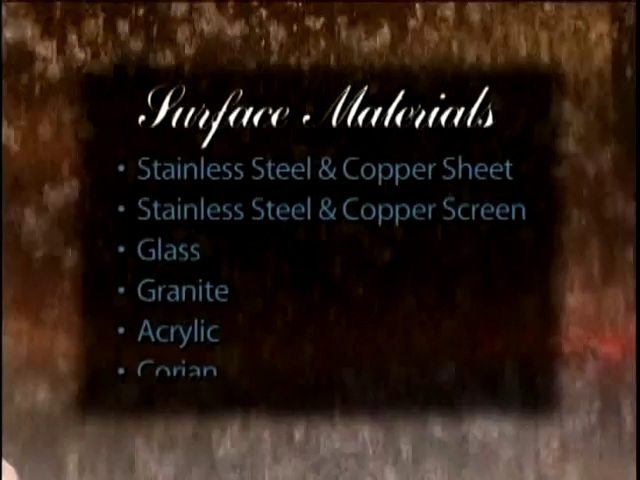 Surface Materials
• Stainless Steel & Copper Sheet
• Stainless Steel & Copper Screen
• Glass
• Granite
• Acrylic
• Corian